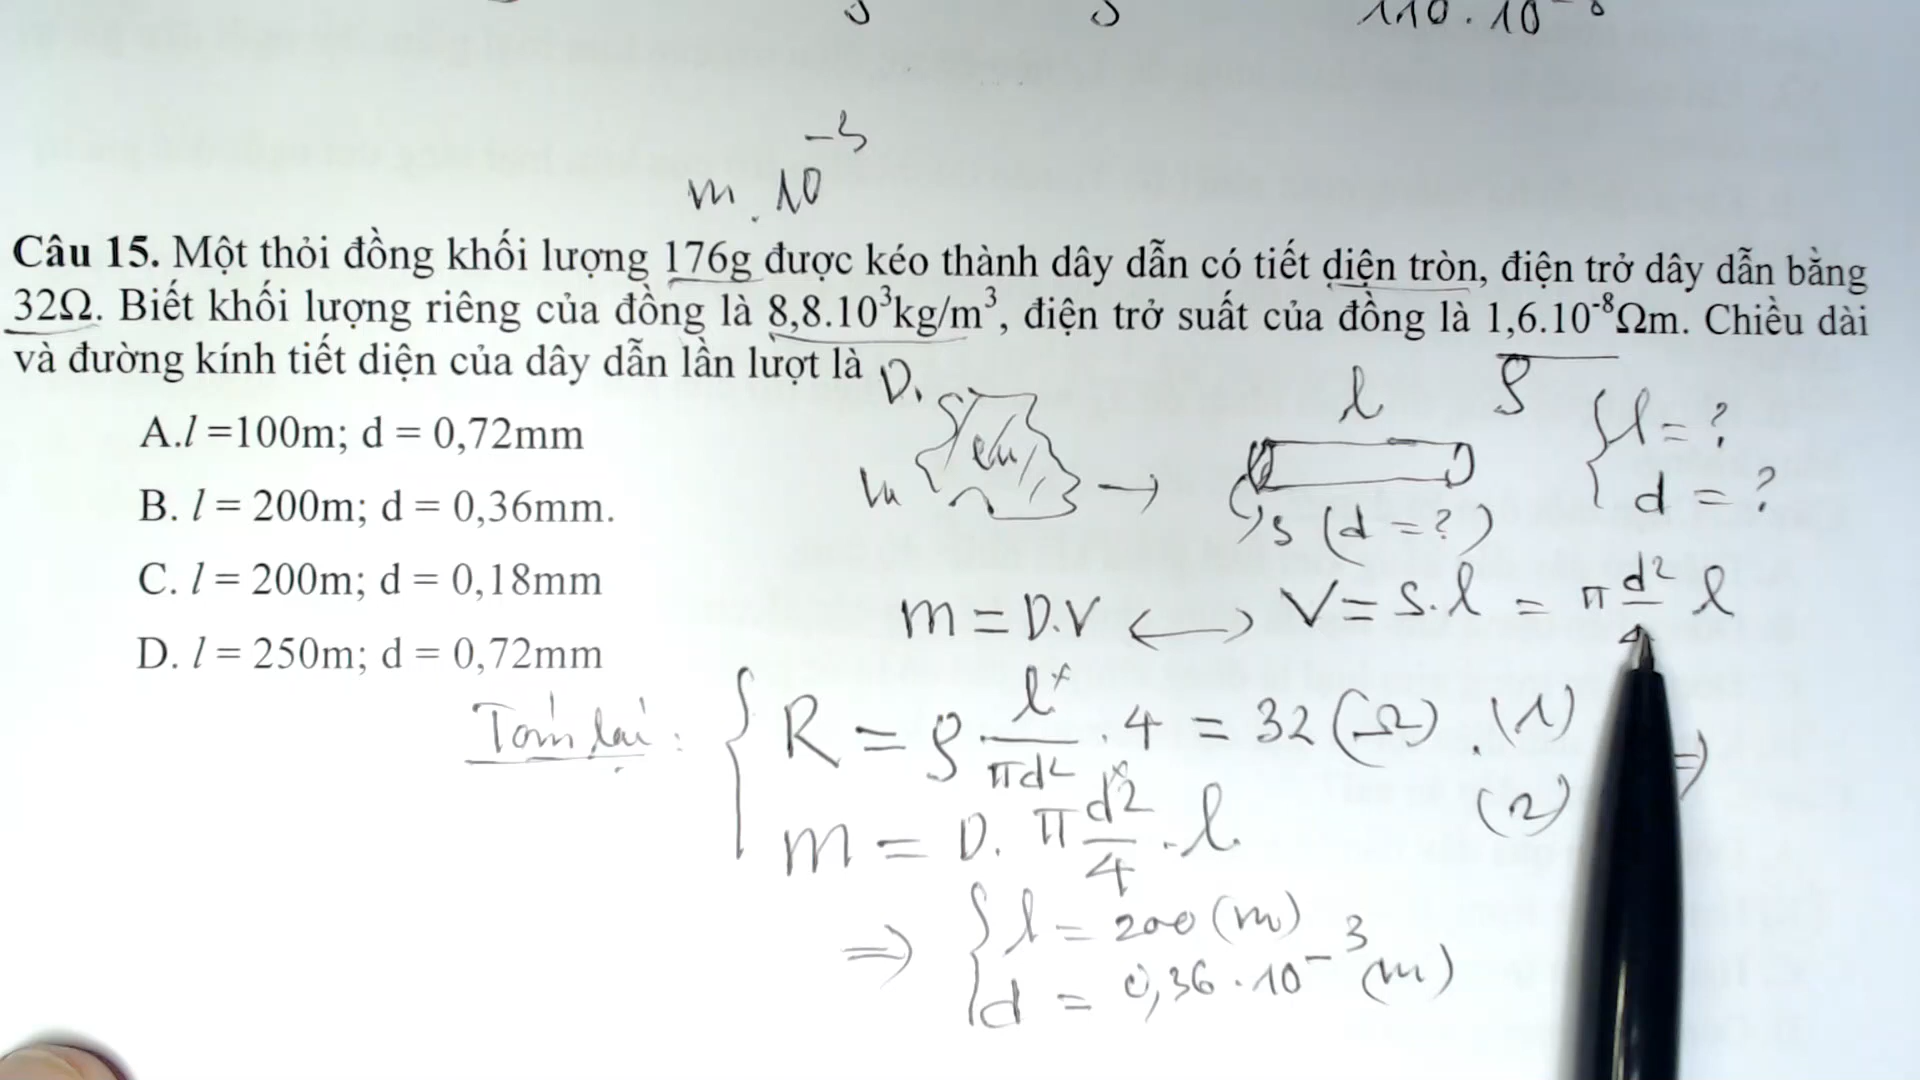 110.10⁻⁸
m.10⁻³
Câu 15. Một thỏi đồng khối lượng 176g được kéo thành dây dẫn có tiết diện tròn, điện trở dây dẫn bằng
32Ω. Biết khối lượng riêng của đồng là 8,8.10³kg/m³, điện trở suất của đồng là 1,6.10⁻⁸Ωm. Chiều dài
và đường kính tiết diện của dây dẫn lần lượt là
A.l =100m; d = 0,72mm
B. l = 200m; d = 0,36mm.
C. l = 200m; d = 0,18mm
D. l = 250m; d = 0,72mm
D.
Cu
m
l
ρ
S (d = ?)
l = ?
d = ?
m = D.V ⟷ V = S.l = π d²/4 l
Tóm lại:
R = ρ. l/πd² .4 = 32 (Ω). (1)
m = D. π d²/4 . l. (2) ⇒
⇒ l = 200 (m)
d = 0,36.10⁻³ (m)